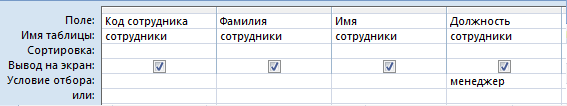 Поле: Код сотрудника Фамилия Имя Должность
Имя таблицы: сотрудники сотрудники сотрудники сотрудники
Сортировка:
Вывод на экран:
Условие отбора: менеджер
или: